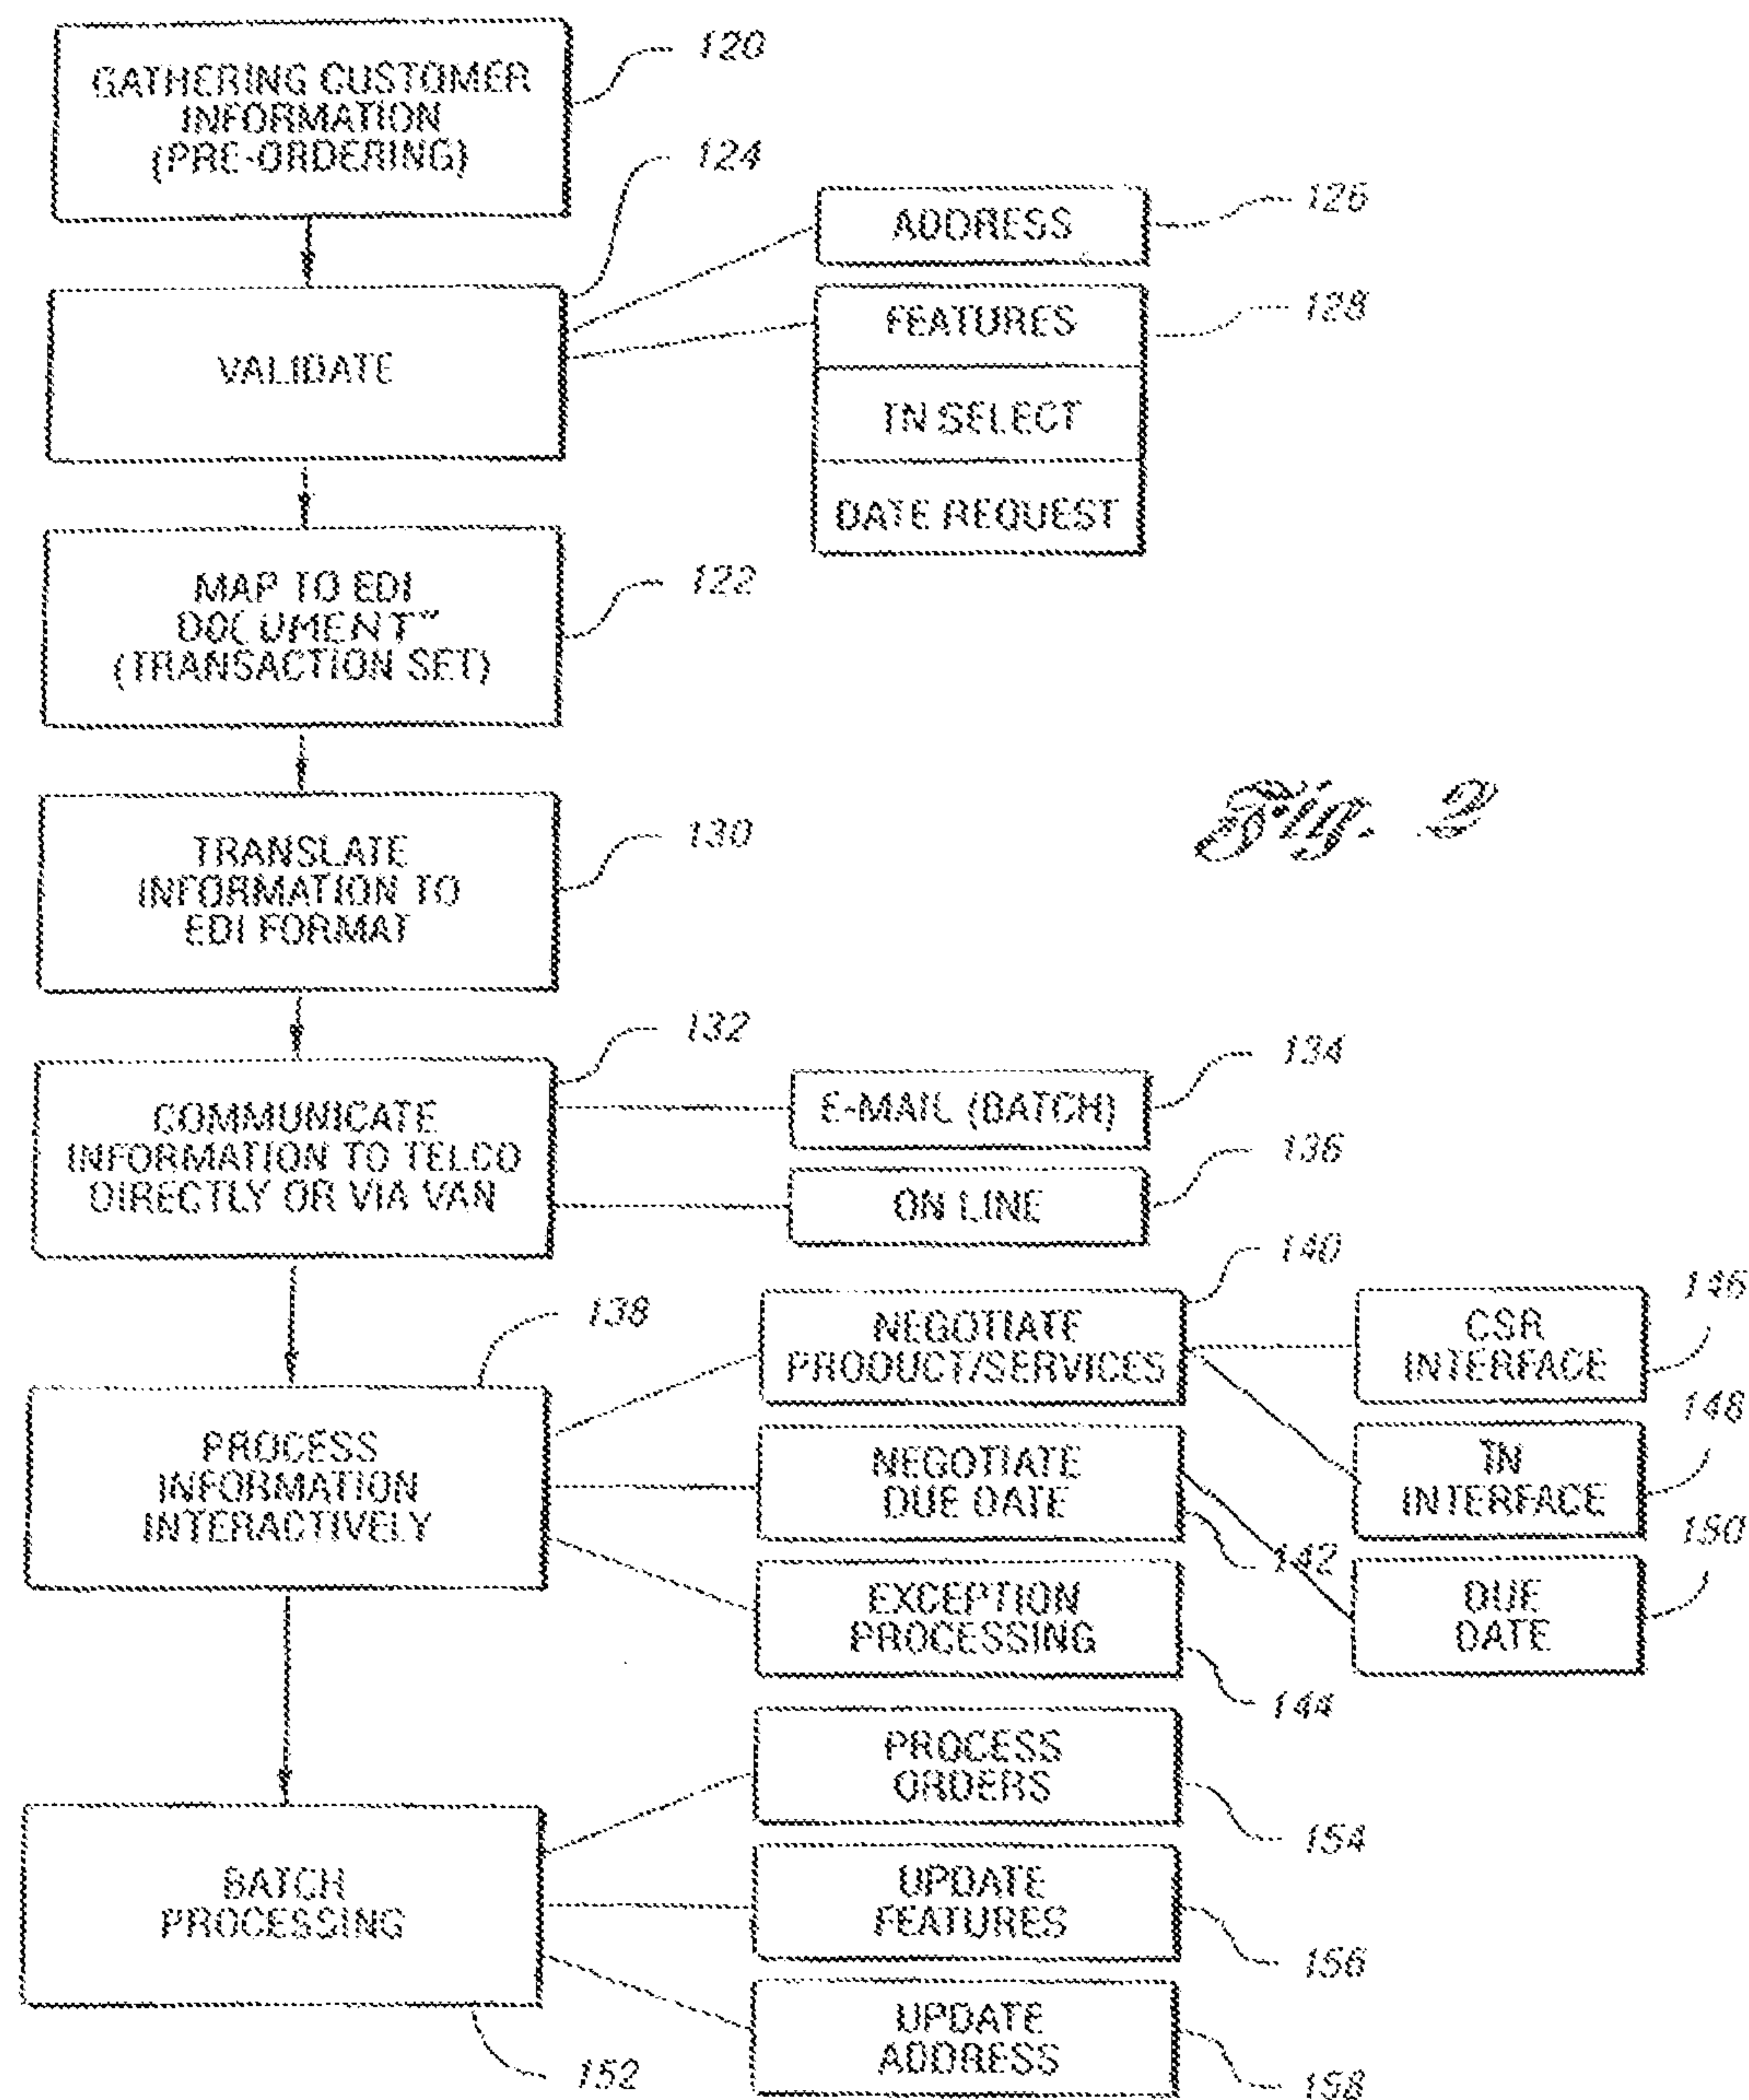 GATHERING CUSTOMER
INFORMATION
(PRE-ORDERING)
120
VALIDATE
124
ADDRESS
126
FEATURES
128
TN SELECT
DATE REQUEST
MAP TO EDI
DOCUMENT
(TRANSACTION SET)
122
Fig. 2
TRANSLATE
INFORMATION TO
EDI FORMAT
130
COMMUNICATE
INFORMATION TO TELCO
DIRECTLY OR VIA VAN
132
E-MAIL (BATCH)
134
ON LINE
136
PROCESS
INFORMATION
INTERACTIVELY
138
NEGOTIATE
PRODUCT/SERVICES
140
CSR
INTERFACE
146
TN
INTERFACE
148
NEGOTIATE
DUE DATE
142
DUE
DATE
150
EXCEPTION
PROCESSING
144
BATCH
PROCESSING
152
PROCESS
ORDERS
154
UPDATE
FEATURES
156
UPDATE
ADDRESS
158